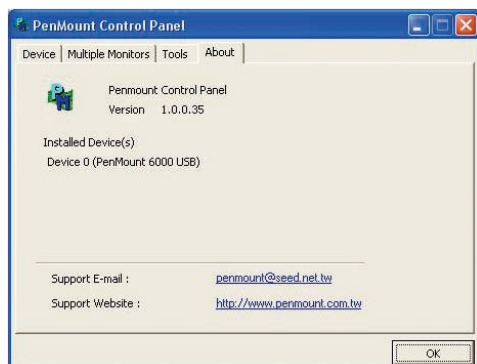 PenMount Control Panel
Device Multiple Monitors Tools About
Penmount Control Panel
Version 1.0.0.35
Installed Device(s)
Device 0 (PenMount 6000 USB)
Support E-mail : penmount@seed.net.tw
Support Website : http://www.penmount.com.tw
OK